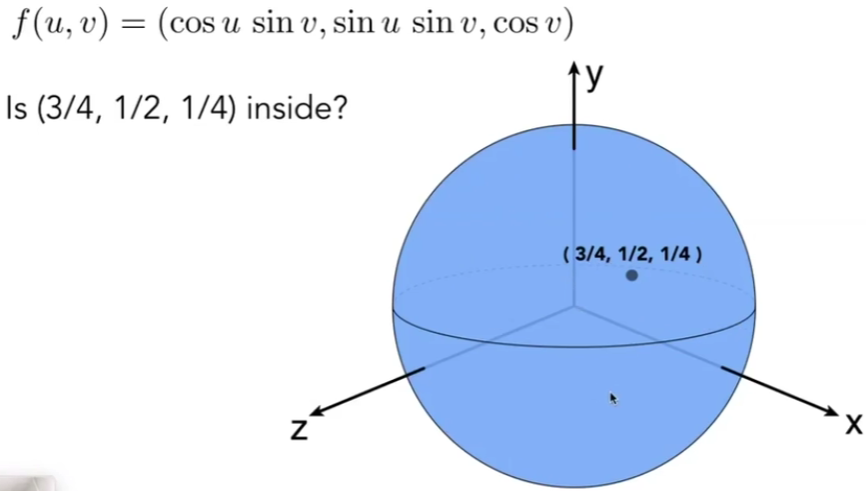 f(u, v) = (cos u sin v, sin u sin v, cos v)
Is (3/4, 1/2, 1/4) inside?
y
( 3/4, 1/2, 1/4 )
z
x